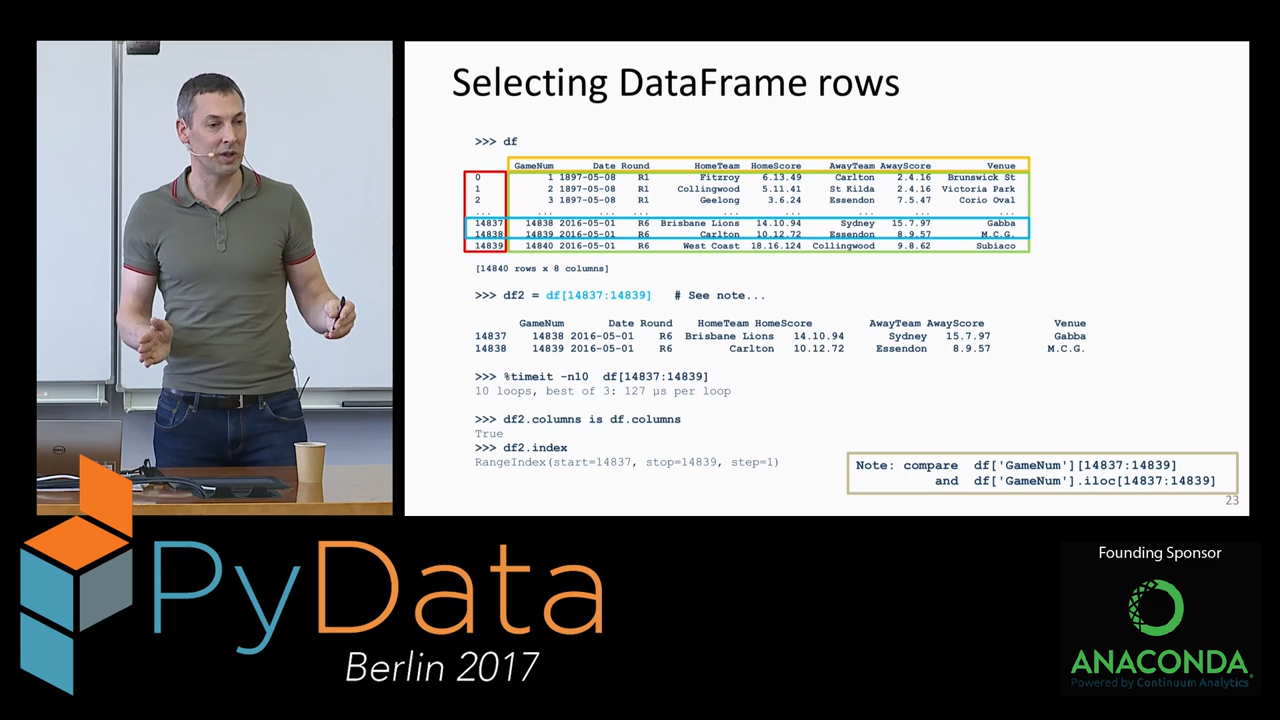 Selecting DataFrame rows
>>> df
GameNum Date Round HomeTeam HomeScore AwayTeam AwayScore Venue
0 1 1897-05-08 R1 Fitzroy 6.13.49 Carlton 2.4.16 Brunswick St
1 2 1897-05-08 R1 Collingwood 5.11.41 St Kilda 2.4.16 Victoria Park
2 3 1897-05-08 R1 Geelong 3.6.24 Essendon 7.5.47 Corio Oval
... ... ... ... ... ... ... ... ...
14837 14838 2016-05-01 R6 Brisbane Lions 14.10.94 Sydney 15.7.97 Gabba
14838 14839 2016-05-01 R6 Carlton 10.12.72 Essendon 8.9.57 M.C.G.
14839 14840 2016-05-01 R6 West Coast 18.16.124 Collingwood 9.8.62 Subiaco
[14840 rows x 8 columns]
>>> df2 = df[14837:14839] # See note...
GameNum Date Round HomeTeam HomeScore AwayTeam AwayScore Venue
14837 14838 2016-05-01 R6 Brisbane Lions 14.10.94 Sydney 15.7.97 Gabba
14838 14839 2016-05-01 R6 Carlton 10.12.72 Essendon 8.9.57 M.C.G.
>>> %timeit -n10 df[14837:14839]
10 loops, best of 3: 127 µs per loop
>>> df2.columns is df.columns
True
>>> df2.index
RangeIndex(start=14837, stop=14839, step=1)
Note: compare df['GameNum'][14837:14839]
and df['GameNum'].iloc[14837:14839]
23
DELL
PyData
Berlin 2017
Founding Sponsor
ANACONDA
Powered by Continuum Analytics